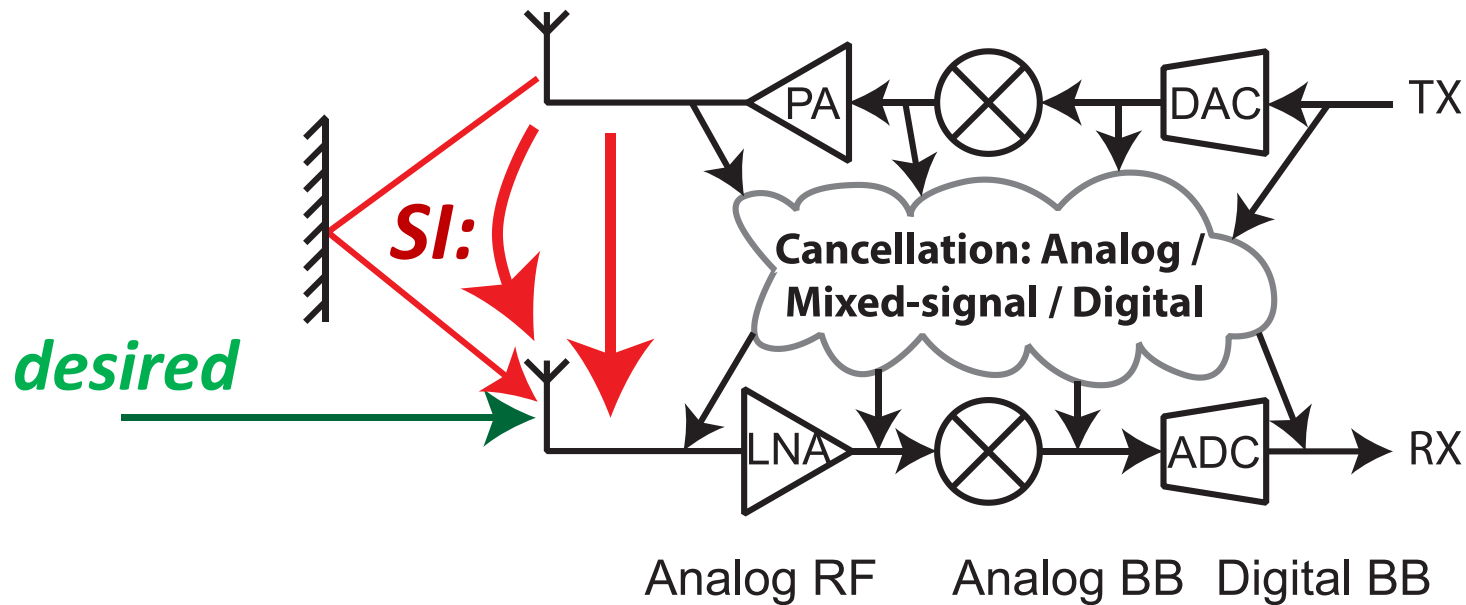 PA
DAC
TX
SI:
Cancellation: Analog /
Mixed-signal / Digital
desired
LNA
ADC
RX
Analog RF
Analog BB
Digital BB